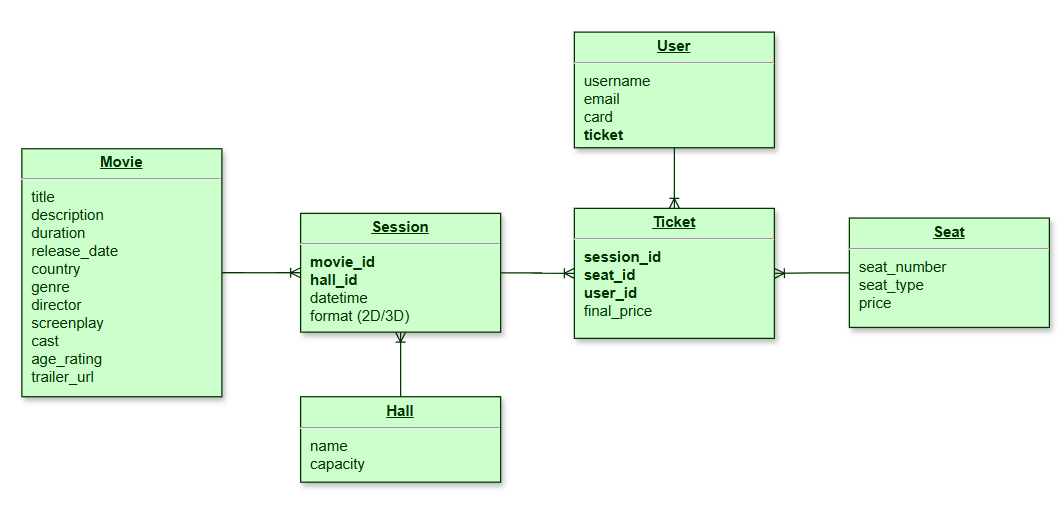 User
username
email
card
ticket
Movie
title
description
duration
release_date
country
genre
director
screenplay
cast
age_rating
trailer_url
Session
movie_id
hall_id
datetime
format (2D/3D)
Ticket
session_id
seat_id
user_id
final_price
Seat
seat_number
seat_type
price
Hall
name
capacity